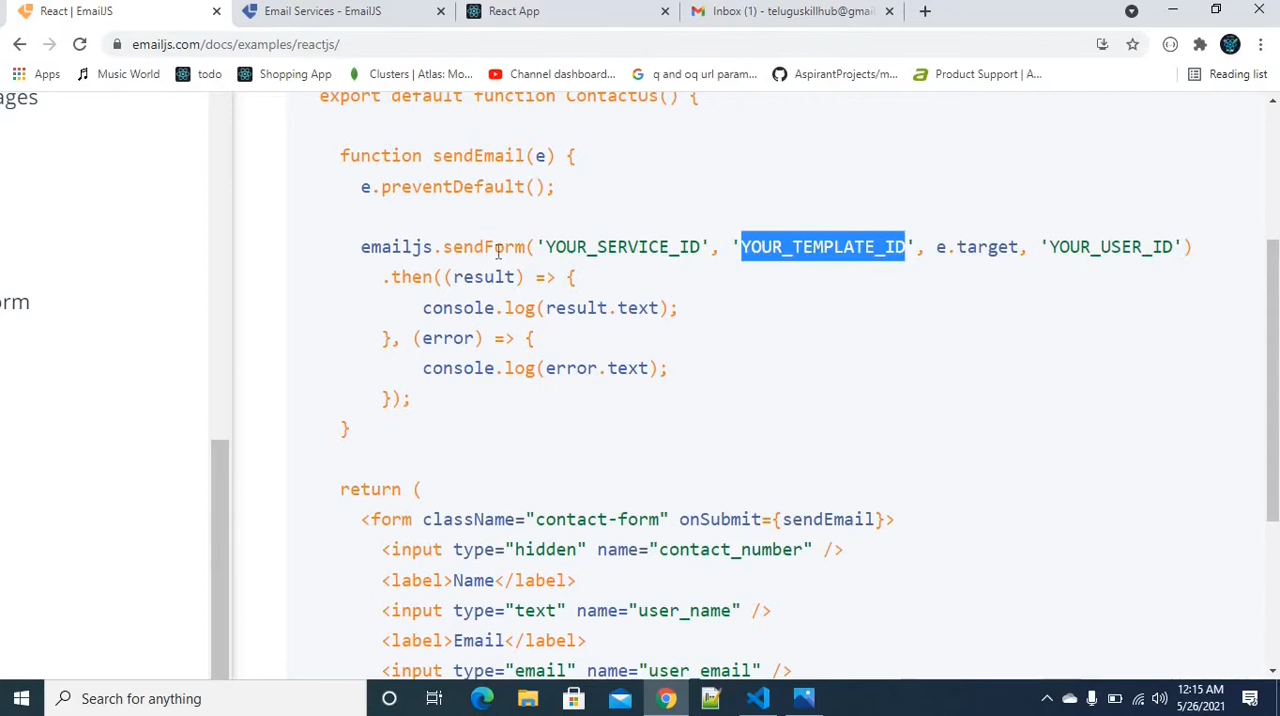 React | EmailJS
Email Services - EmailJS
React App
Inbox (1) - teluguskillhub@gmail
emailjs.com/docs/examples/reactjs/
Apps
Music World
todo
Shopping App
Clusters | Atlas: Mo...
Channel dashboard...
q and oq url param...
AspirantProjects/m...
Product Support | A...
Reading list
ages
orm
export default function ContactUs() {
function sendEmail(e) {
e.preventDefault();
emailjs.sendForm('YOUR_SERVICE_ID', 'YOUR_TEMPLATE_ID', e.target, 'YOUR_USER_ID')
.then((result) => {
console.log(result.text);
}, (error) => {
console.log(error.text);
});
}
return (
<form className="contact-form" onSubmit={sendEmail}>
<input type="hidden" name="contact_number" />
<label>Name</label>
<input type="text" name="user_name" />
<label>Email</label>
<input type="email" name="user_email" />
Search for anything
12:15 AM
5/26/2021